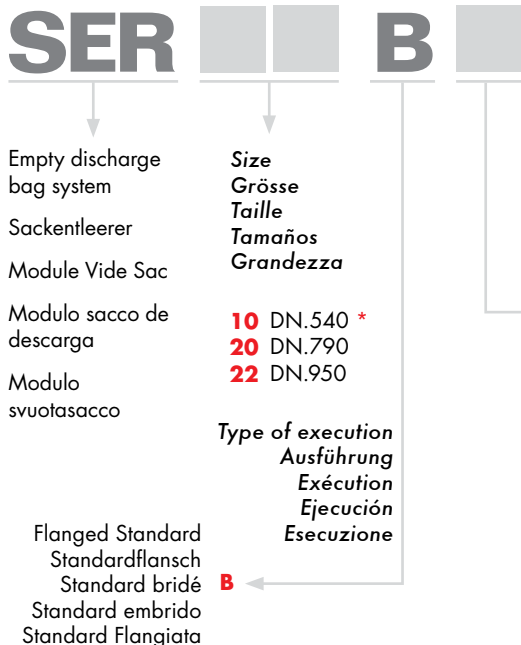 SER B
Empty discharge
bag system
Sackentleerer
Module Vide Sac
Modulo sacco de
descarga
Modulo
svuotasacco
Size
Grösse
Taille
Tamaños
Grandezza
10 DN.540 *
20 DN.790
22 DN.950
Type of execution
Ausführung
Exécution
Ejecución
Esecuzione
Flanged Standard
Standardflansch
Standard bridé B
Standard embrido
Standard Flangiata